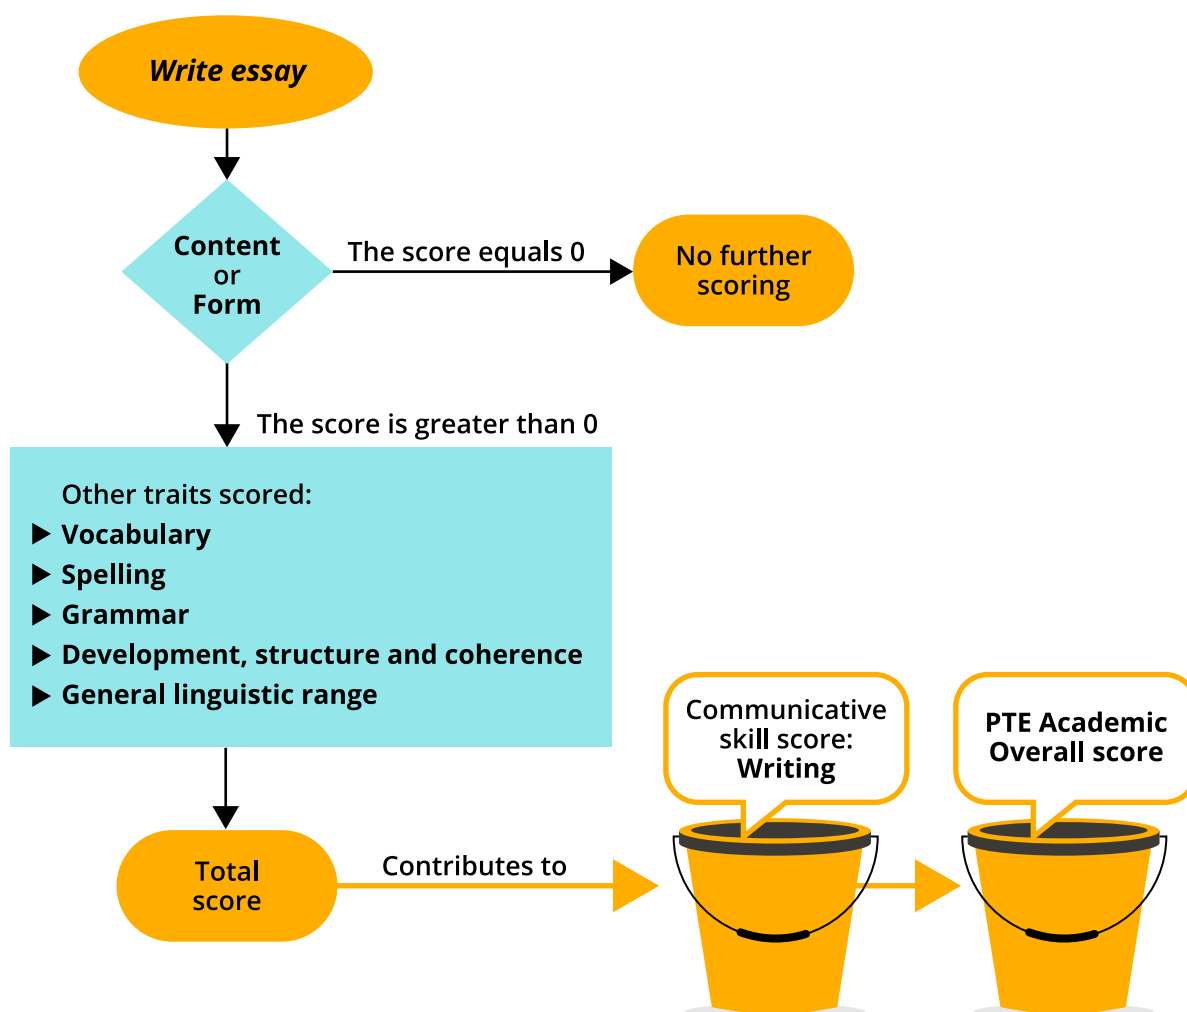 Write essay
Content
or
Form
The score equals 0
No further
scoring
The score is greater than 0
Other traits scored:
Vocabulary
Spelling
Grammar
Development, structure and coherence
General linguistic range
Total
score
Contributes to
Communicative
skill score:
Writing
PTE Academic
Overall score